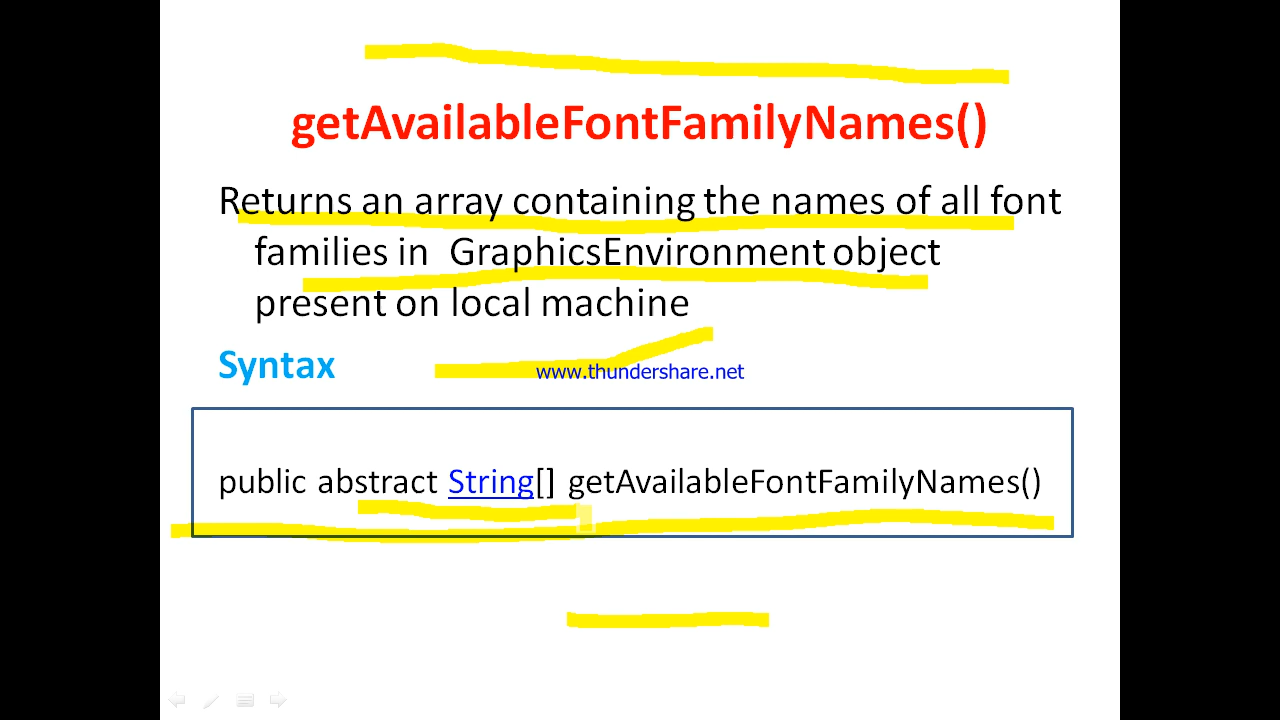 getAvailableFontFamilyNames()
Returns an array containing the names of all font
families in GraphicsEnvironment object
present on local machine
Syntax
www.thundershare.net
public abstract String[] getAvailableFontFamilyNames()